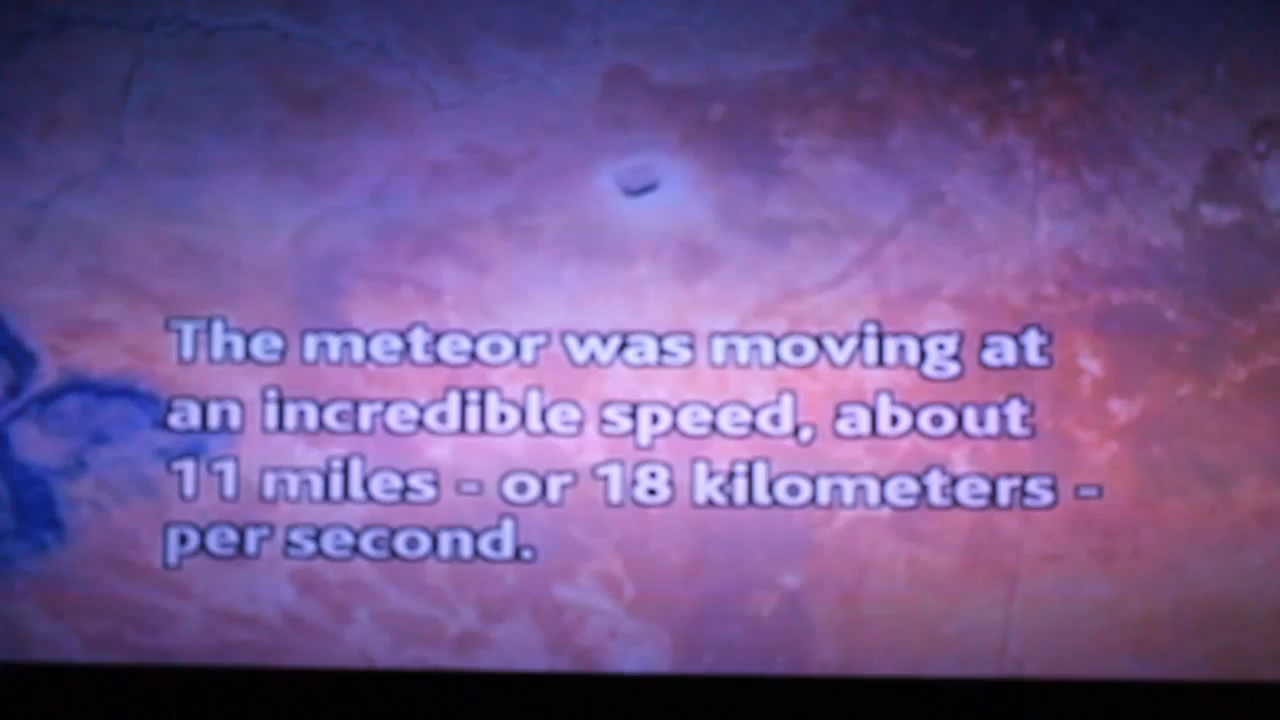 The meteor was moving at
an incredible speed, about
11 miles - or 18 kilometers -
per second.